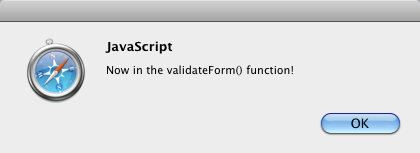 JavaScript
Now in the validateForm() function!
OK